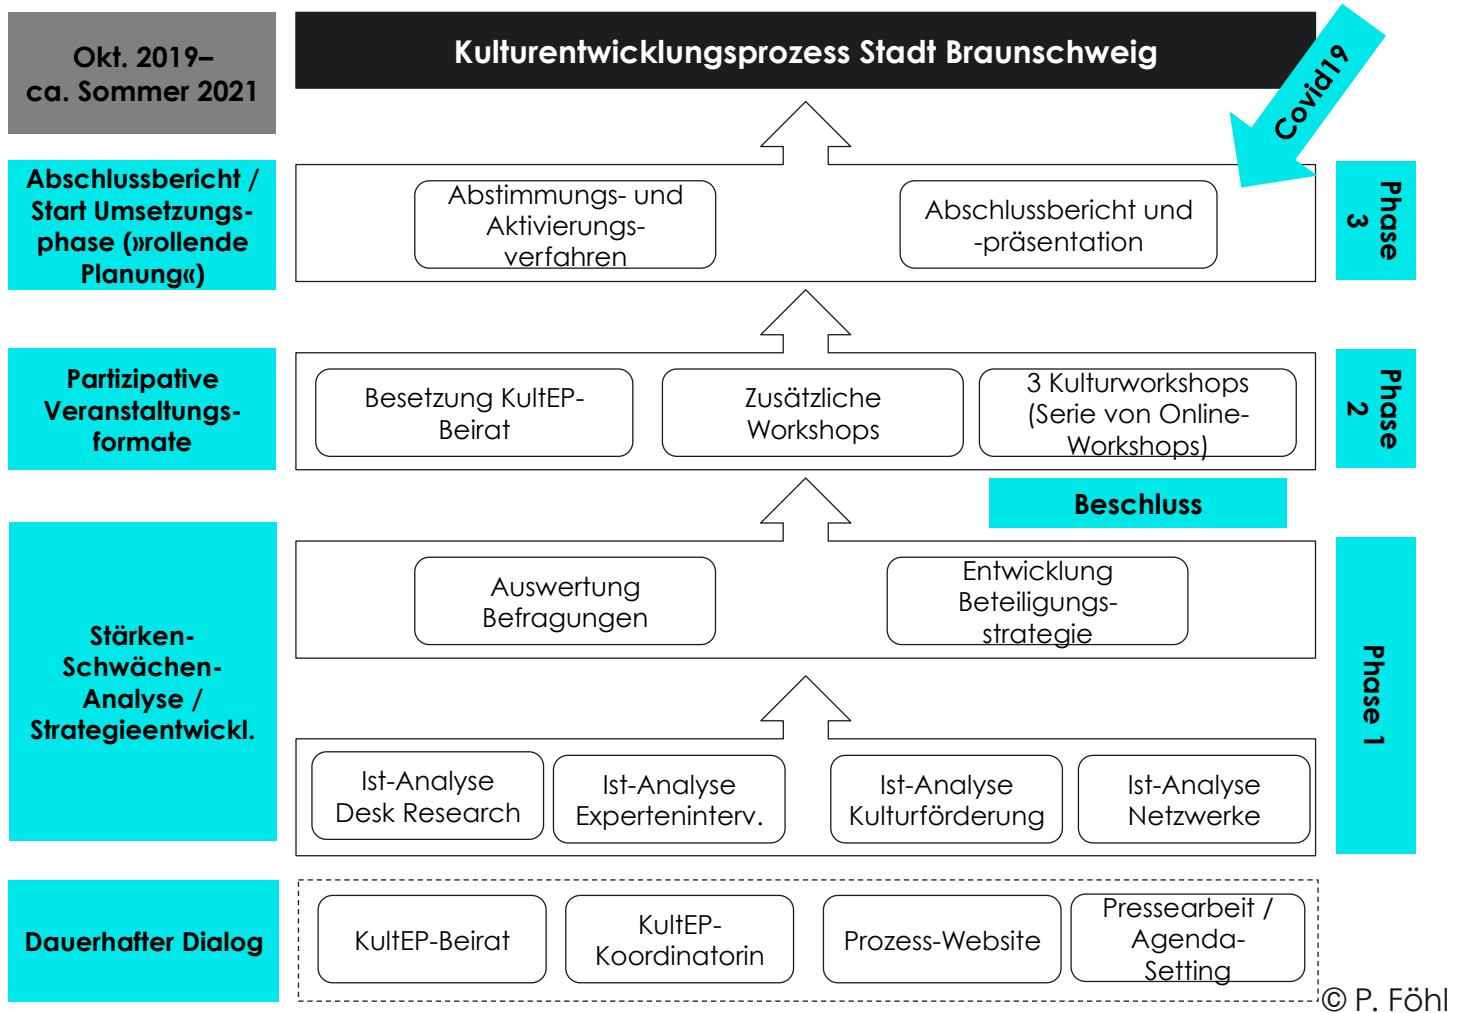 Okt. 2019–
ca. Sommer 2021
Kulturentwicklungsprozess Stadt Braunschweig
Covid19
Abschlussbericht /
Start Umsetzungs-
phase (»rollende
Planung«)
Abstimmungs- und
Aktivierungs-
verfahren
Abschlussbericht und
-präsentation
Phase
3
Partizipative
Veranstaltungs-
formate
Besetzung KultEP-
Beirat
Zusätzliche
Workshops
3 Kulturworkshops
(Serie von Online-
Workshops)
Phase
2
Beschluss
Stärken-
Schwächen-
Analyse /
Strategieentwickl.
Auswertung
Befragungen
Entwicklung
Beteiligungs-
strategie
Phase 1
Ist-Analyse
Desk Research
Ist-Analyse
Experteninterv.
Ist-Analyse
Kulturförderung
Ist-Analyse
Netzwerke
Dauerhafter Dialog
KultEP-Beirat
KultEP-
Koordinatorin
Prozess-Website
Pressearbeit /
Agenda-
Setting
© P. Föhl